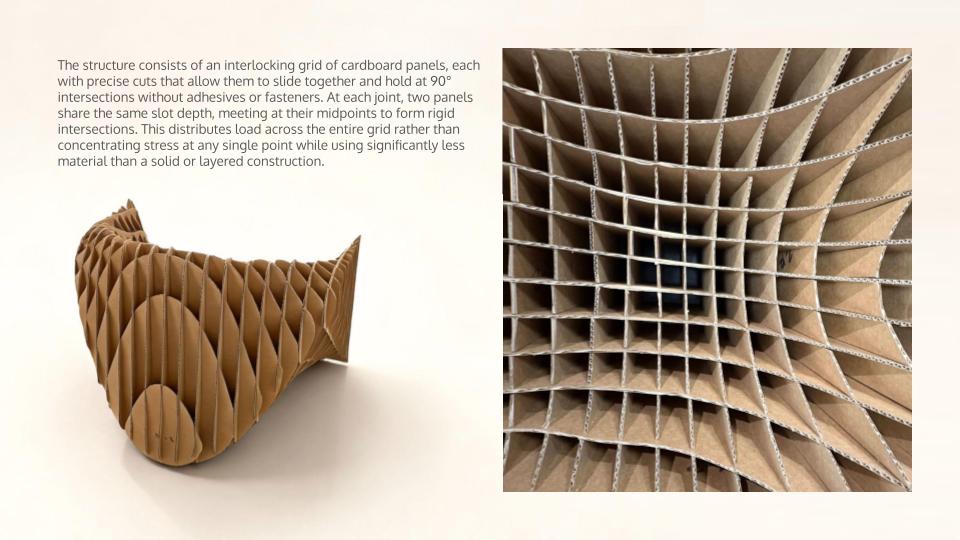 The structure consists of an interlocking grid of cardboard panels, each
with precise cuts that allow them to slide together and hold at 90°
intersections without adhesives or fasteners. At each joint, two panels
share the same slot depth, meeting at their midpoints to form rigid
intersections. This distributes load across the entire grid rather than
concentrating stress at any single point while using significantly less
material than a solid or layered construction.